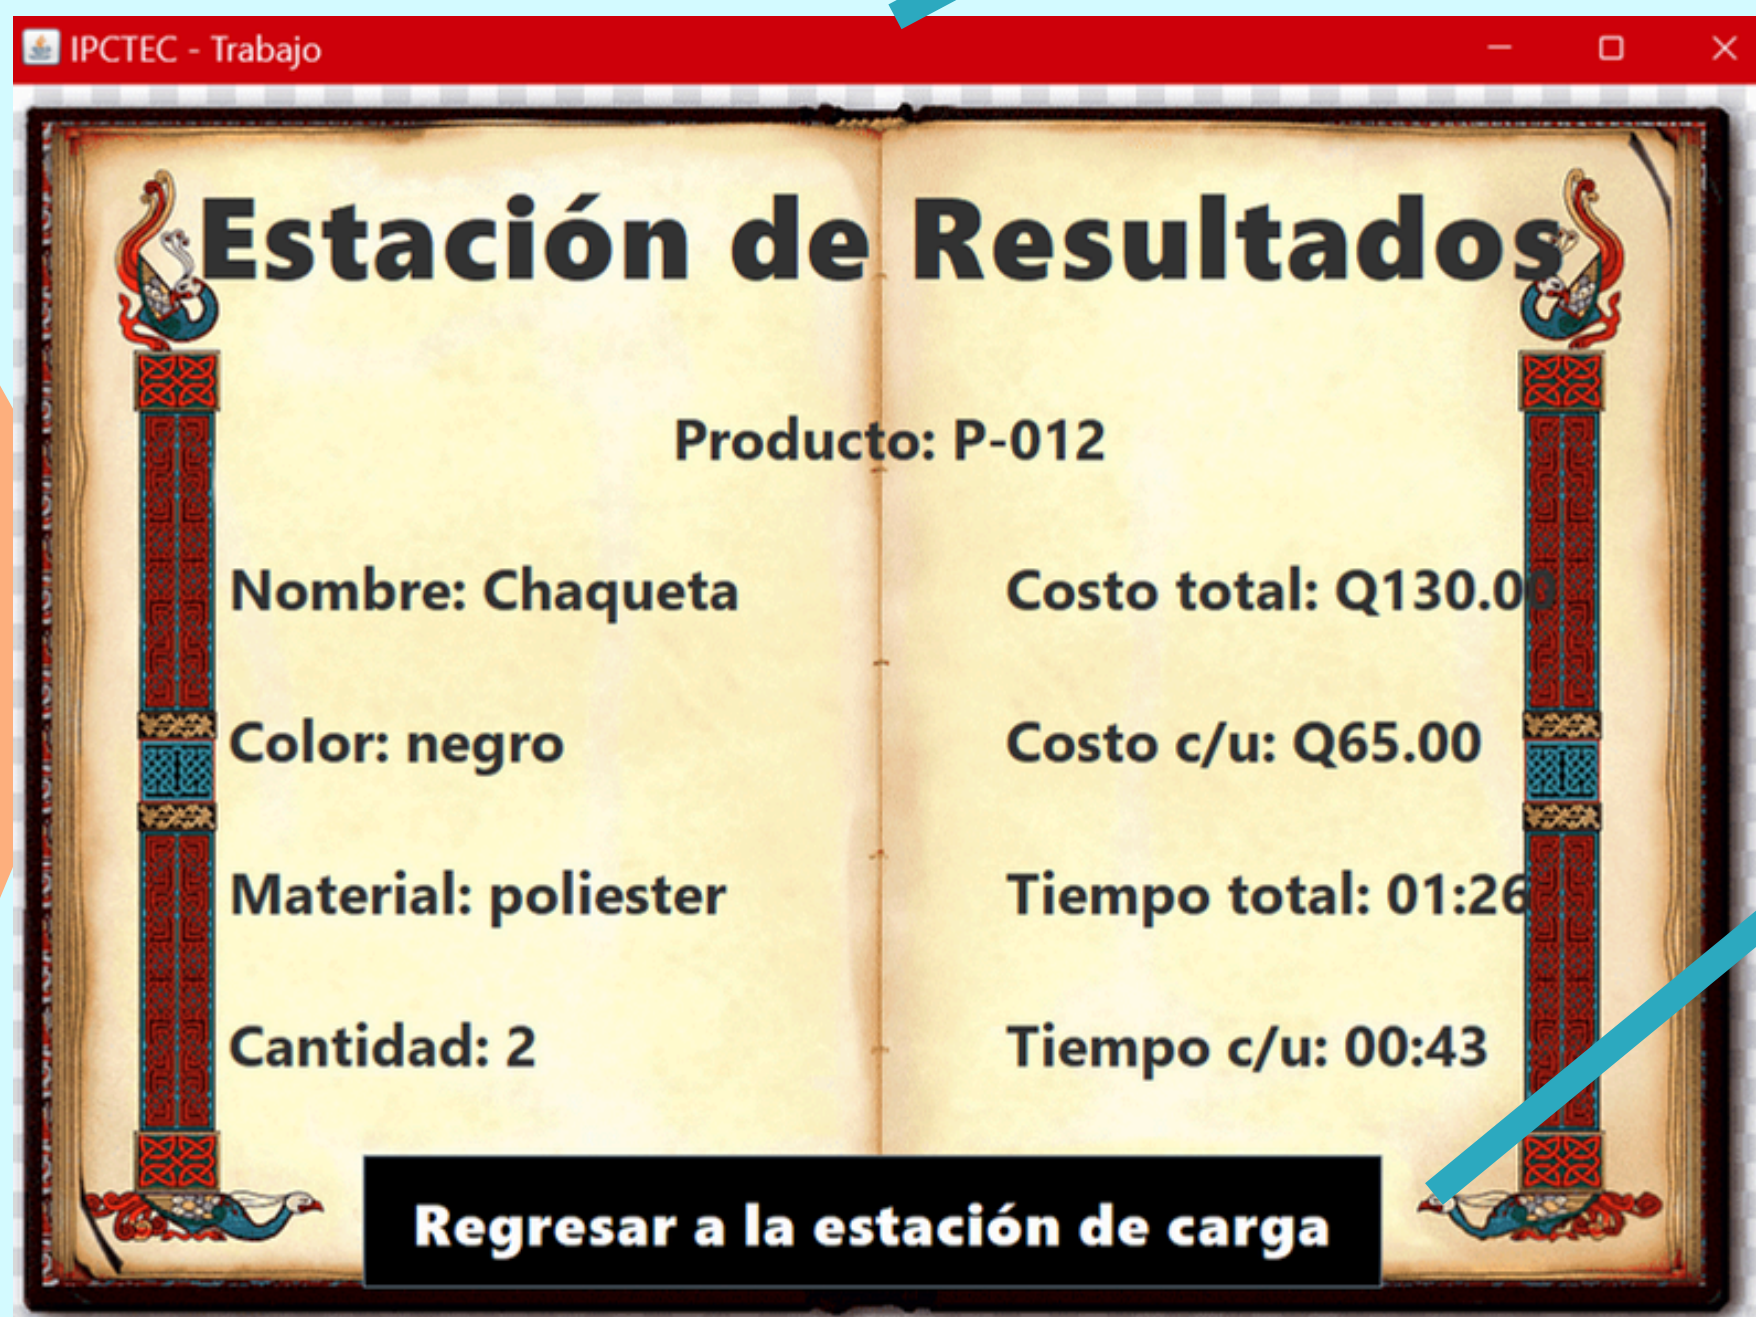 IPCTEC - Trabajo
Estación de Resultados
Producto: P-012
Nombre: Chaqueta
Costo total: Q130.00
Color: negro
Costo c/u: Q65.00
Material: poliester
Tiempo total: 01:26
Cantidad: 2
Tiempo c/u: 00:43
Regresar a la estación de carga